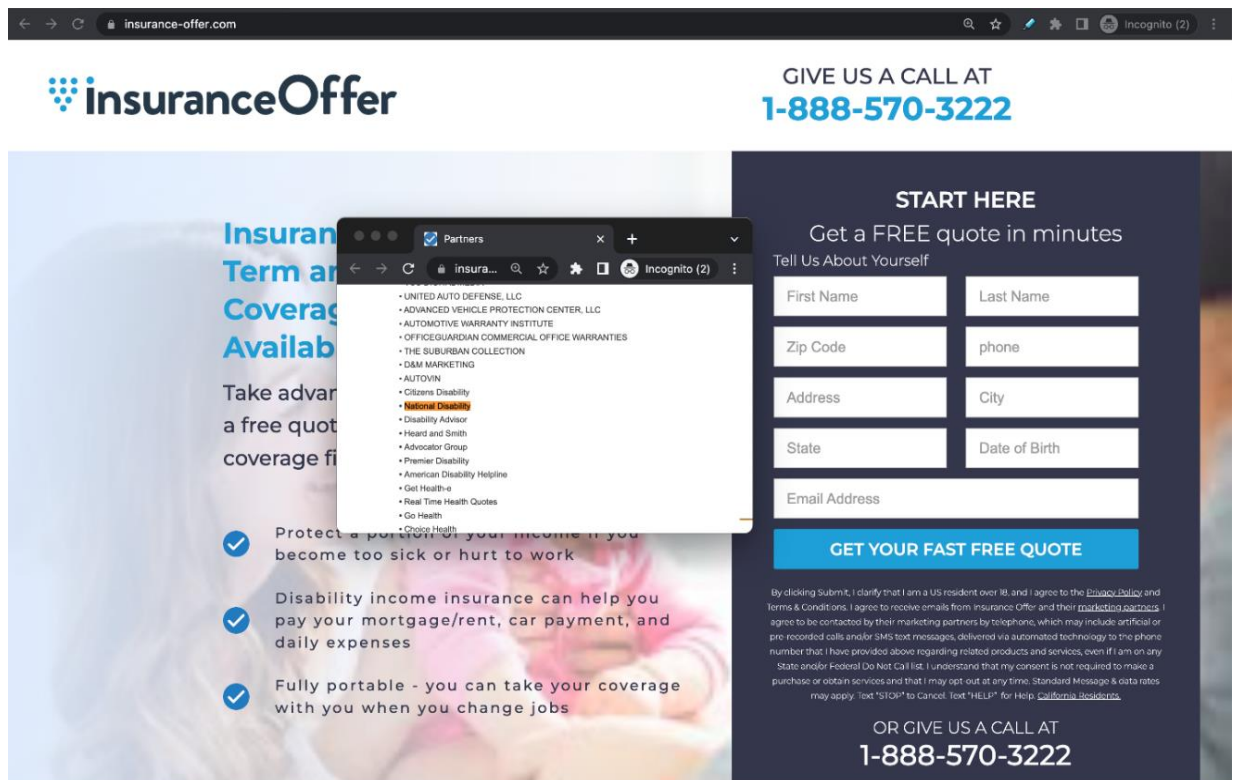 insurance-offer.com
Incognito (2)
insuranceOffer
GIVE US A CALL AT
1-888-570-3222
Insuran
Term ar
Coverag
Availab
Take advar
a free quot
coverage fi
Protect a portion of your income if you
become too sick or hurt to work
Disability income insurance can help you
pay your mortgage/rent, car payment, and
daily expenses
Fully portable - you can take your coverage
with you when you change jobs
Partners
insura...
Incognito (2)
• UNITED AUTO DEFENSE, LLC
• ADVANCED VEHICLE PROTECTION CENTER, LLC
• AUTOMOTIVE WARRANTY INSTITUTE
• OFFICEGUARDIAN COMMERCIAL OFFICE WARRANTIES
• THE SUBURBAN COLLECTION
• D&M MARKETING
• AUTOVIN
• Citizens Disability
• National Disability
• Disability Advisor
• Heard and Smith
• Advocator Group
• Premier Disability
• American Disability Helpline
• Get Health-e
• Real Time Health Quotes
• Go Health
• Choice Health
START HERE
Get a FREE quote in minutes
Tell Us About Yourself
First Name
Last Name
Zip Code
phone
Address
City
State
Date of Birth
Email Address
GET YOUR FAST FREE QUOTE
By clicking Submit, I clarify that I am a US resident over 18, and I agree to the Privacy Policy and
Terms & Conditions. I agree to receive emails from Insurance Offer and their marketing partners. I
agree to be contacted by their marketing partners by telephone, which may include artificial or
pre-recorded calls and/or SMS text messages, delivered via automated technology to the phone
number that I have provided above regarding related products and services, even if I am on any
State and/or Federal Do Not Call list. I understand that my consent is not required to make a
purchase or obtain services and that I may opt-out at any time. Standard Message & data rates
may apply. Text "STOP" to Cancel. Text "HELP" for Help. California Residents.
OR GIVE US A CALL AT
1-888-570-3222